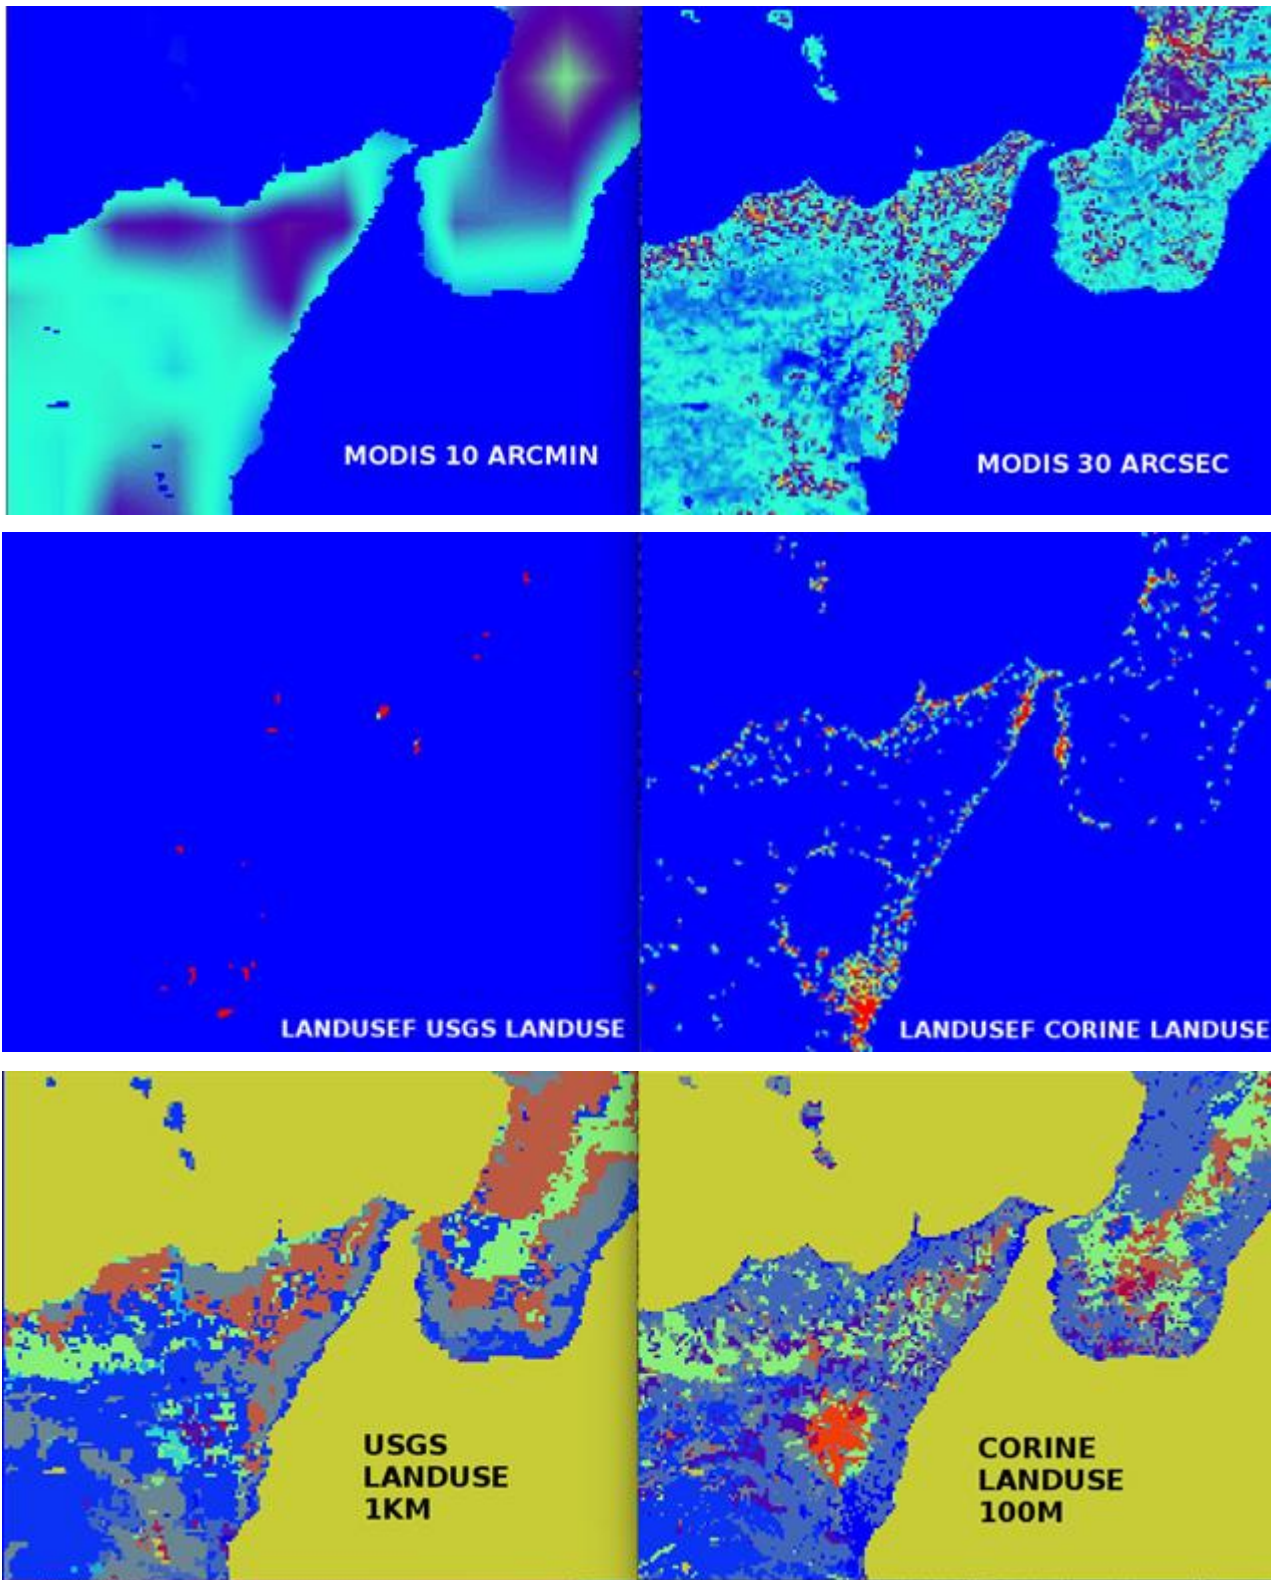 MODIS 10 ARCMIN
MODIS 30 ARCSEC
LANDUSEF USGS LANDUSE
LANDUSEF CORINE LANDUSE
USGS
LANDUSE
1KM
CORINE
LANDUSE
100M